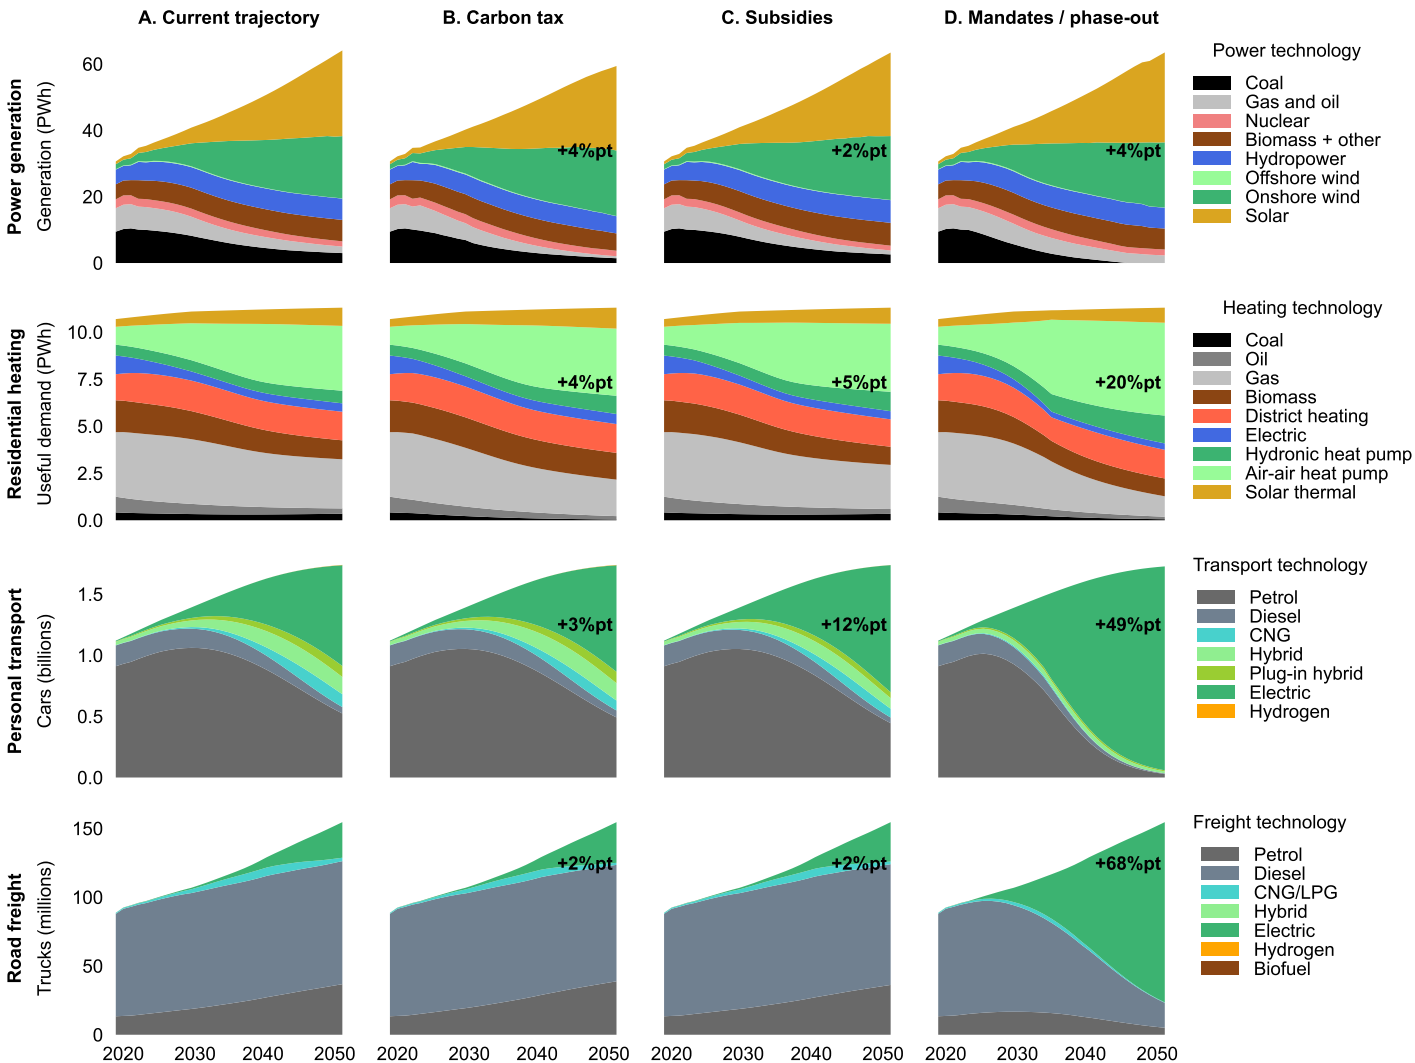 A. Current trajectory
B. Carbon tax
C. Subsidies
D. Mandates / phase-out
Power generation
Generation (PWh)
60
40
20
0
+4%pt
+2%pt
+4%pt
Power technology
Coal
Gas and oil
Nuclear
Biomass + other
Hydropower
Offshore wind
Onshore wind
Solar
Residential heating
Useful demand (PWh)
10.0
7.5
5.0
2.5
0.0
+4%pt
+5%pt
+20%pt
Heating technology
Coal
Oil
Gas
Biomass
District heating
Electric
Hydronic heat pump
Air-air heat pump
Solar thermal
Personal transport
Cars (billions)
1.5
1.0
0.5
0.0
+3%pt
+12%pt
+49%pt
Transport technology
Petrol
Diesel
CNG
Hybrid
Plug-in hybrid
Electric
Hydrogen
Road freight
Trucks (millions)
150
100
50
0
+2%pt
+2%pt
+68%pt
Freight technology
Petrol
Diesel
CNG/LPG
Hybrid
Electric
Hydrogen
Biofuel
2020 2030 2040 2050
2020 2030 2040 2050
2020 2030 2040 2050
2020 2030 2040 2050